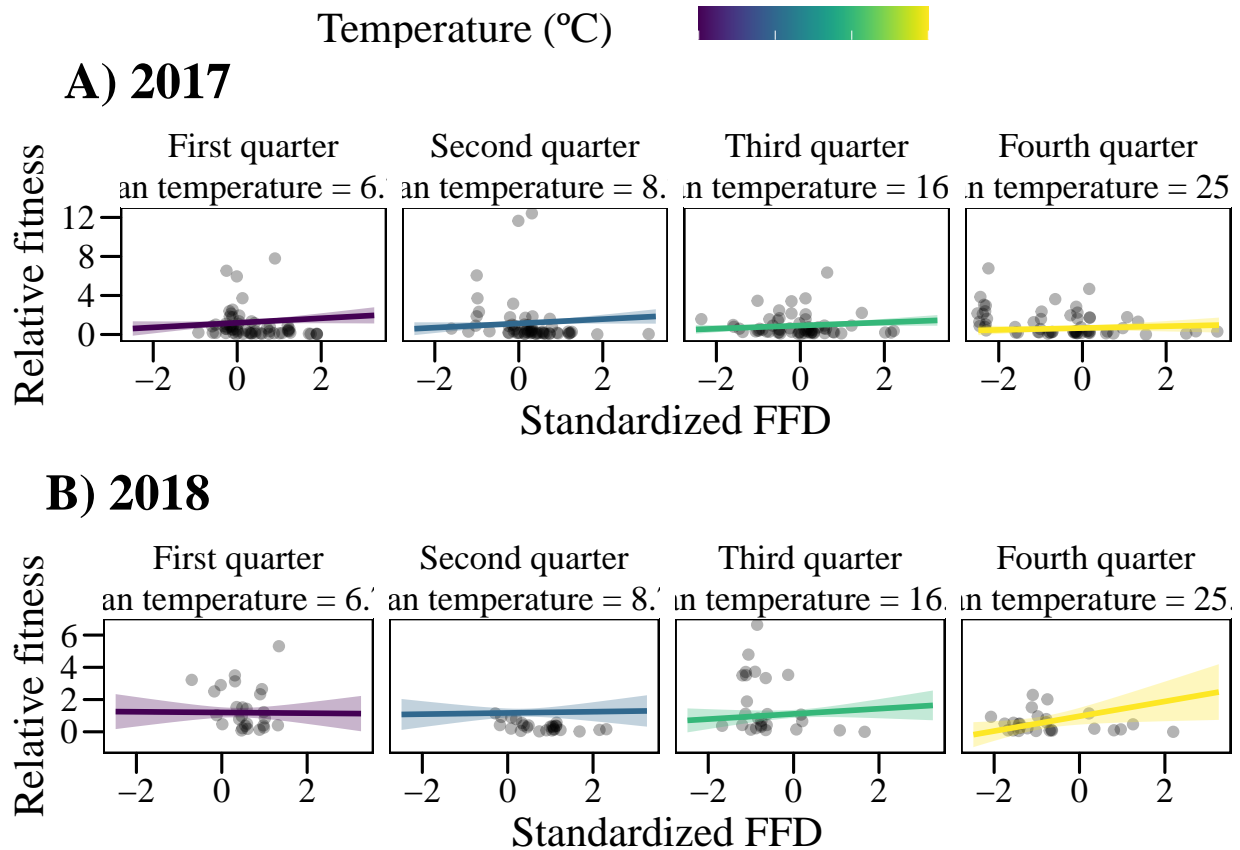 Temperature (ºC)
A) 2017
First quarter
Second quarter
Third quarter
Fourth quarter
an temperature = 6.
an temperature = 8.
n temperature = 16
n temperature = 25
Relative fitness
12
8
4
0
−2 0 2
−2 0 2
−2 0 2
−2 0 2
Standardized FFD
B) 2018
First quarter
Second quarter
Third quarter
Fourth quarter
an temperature = 6.
an temperature = 8.
n temperature = 16.
n temperature = 25.
Relative fitness
6
4
2
0
−2 0 2
−2 0 2
−2 0 2
−2 0 2
Standardized FFD